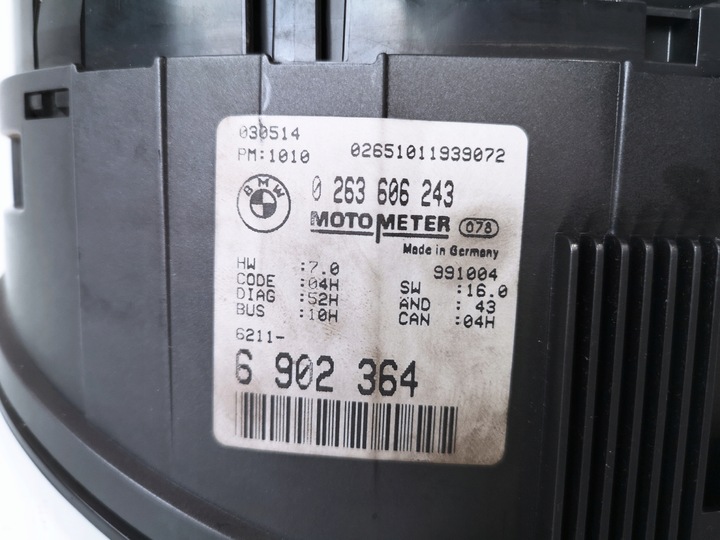 030514
PM:1010 02651011939072
BMW
0 263 606 243
MOTOMETER 078
Made in Germany
991004
HW :7.0
CODE :04H SW :16.0
DIAG :52H AND : 43
BUS :10H CAN :04H
6211-
6 902 364